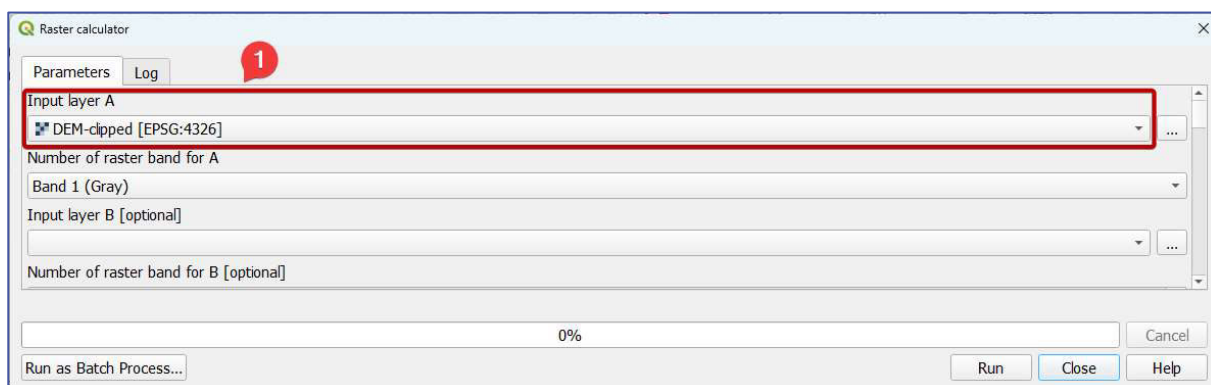 Raster calculator
Parameters Log
1
Input layer A
DEM-clipped [EPSG:4326]
...
Number of raster band for A
Band 1 (Gray)
Input layer B [optional]
...
Number of raster band for B [optional]
0% Cancel
Run as Batch Process... Run Close Help